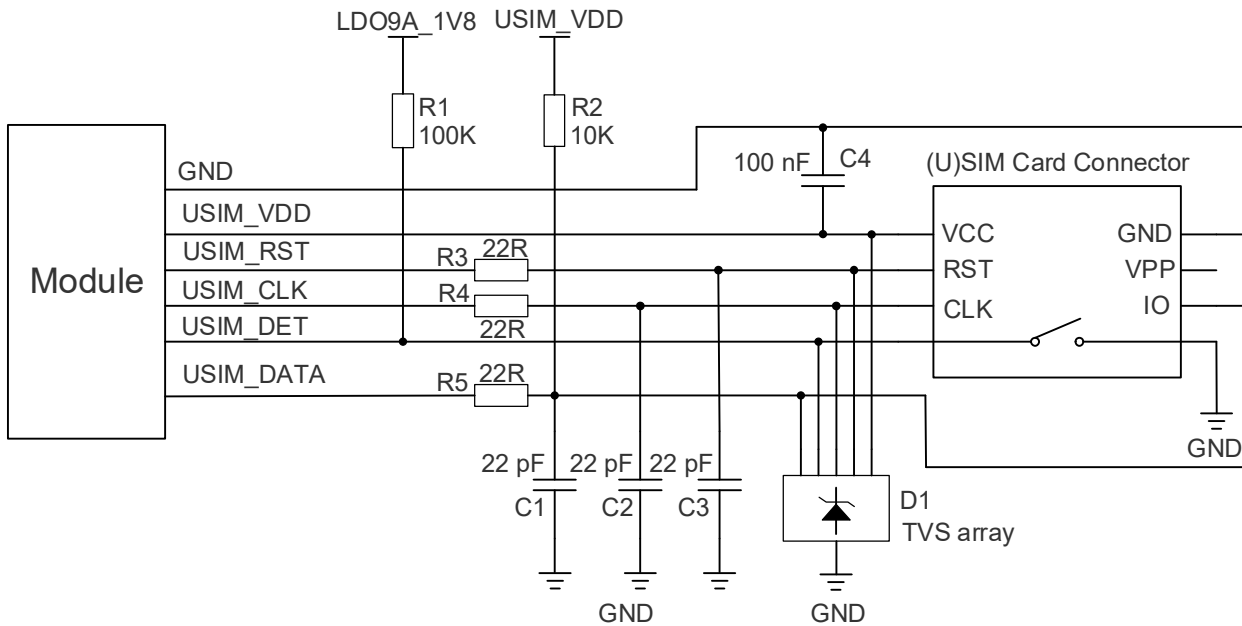 LDO9A_1V8
USIM_VDD
R1
100K
R2
10K
Module
GND
USIM_VDD
USIM_RST
USIM_CLK
USIM_DET
USIM_DATA
R3
22R
R4
22R
R5
22R
100 nF
C4
(U)SIM Card Connector
VCC
GND
RST
VPP
CLK
IO
GND
22 pF
C1
22 pF
C2
22 pF
C3
D1
TVS array
GND
GND